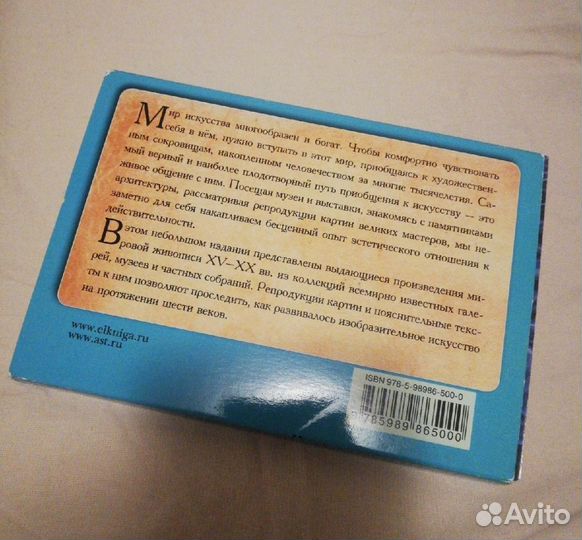 Мир искусства многообразен и богат. Чтобы комфортно чувствовать
себя в нём, нужно вступать в этот мир, приобщаясь к художествен-
ным сокровищам, накопленным человечеством за многие тысячелетия. Са-
мый верный и наиболее плодотворный путь приобщения к искусству — это
живое общение с ним. Посещая музеи и выставки, знакомясь с памятниками
архитектуры, рассматривая репродукции картин великих мастеров, мы не-
заметно для себя накапливаем бесценный опыт эстетического отношения к
действительности.
В этом небольшом издании представлены выдающиеся произведения ми-
ровой живописи XV–XX вв. из коллекций всемирно известных гале-
рей, музеев и частных собраний. Репродукции картин и пояснительные текс-
ты к ним позволяют проследить, как развивалось изобразительное искусство
на протяжении шести веков.
www.elkniga.ru
www.ast.ru
ISBN 978-5-98986-500-0
785989 865000
Avito